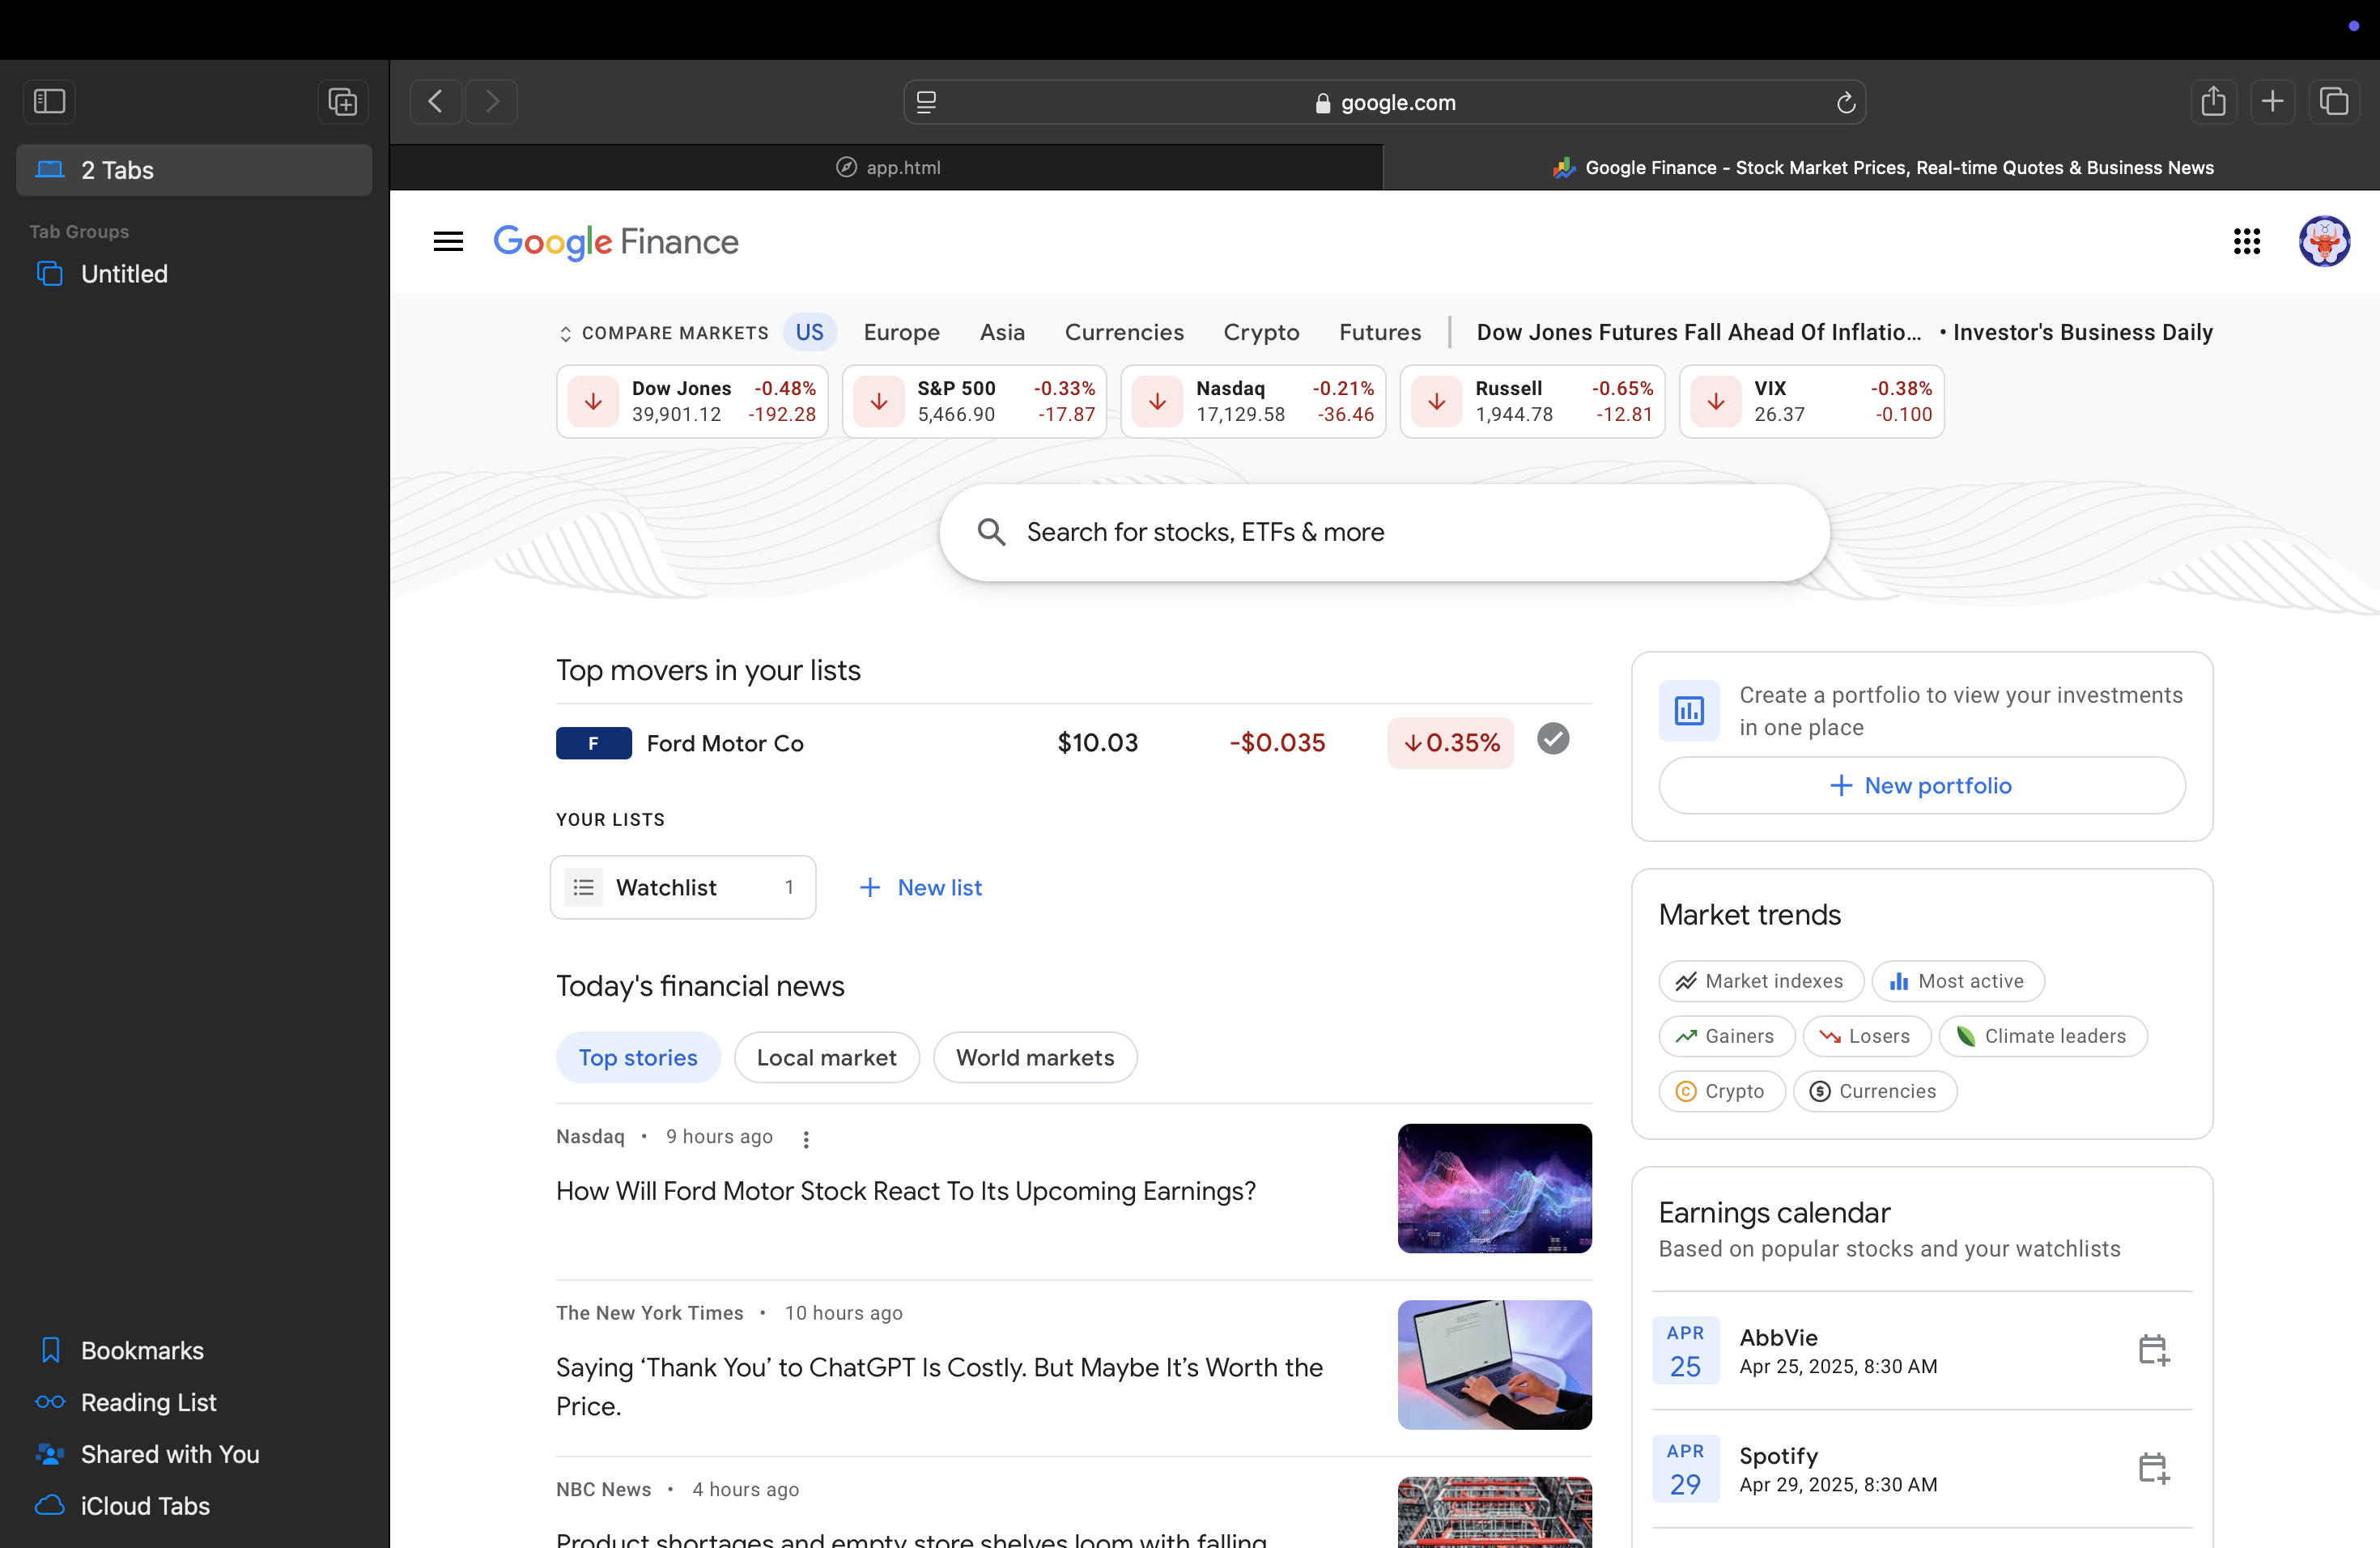 google.com
2 Tabs
Tab Groups
Untitled
Bookmarks
Reading List
Shared with You
iCloud Tabs
app.html
Google Finance - Stock Market Prices, Real-time Quotes & Business News
Google Finance
COMPARE MARKETS US Europe Asia Currencies Crypto Futures Dow Jones Futures Fall Ahead Of Inflatio... • Investor's Business Daily
Dow Jones -0.48%
39,901.12 -192.28
S&P 500 -0.33%
5,466.90 -17.87
Nasdaq -0.21%
17,129.58 -36.46
Russell -0.65%
1,944.78 -12.81
VIX -0.38%
26.37 -0.100
Search for stocks, ETFs & more
Top movers in your lists
F Ford Motor Co $10.03 -$0.035 0.35%
YOUR LISTS
Watchlist 1
New list
Today's financial news
Top stories Local market World markets
Nasdaq • 9 hours ago
How Will Ford Motor Stock React To Its Upcoming Earnings?
The New York Times • 10 hours ago
Saying ‘Thank You’ to ChatGPT Is Costly. But Maybe It’s Worth the
Price.
NBC News • 4 hours ago
Product shortages and empty store shelves loom with falling
Create a portfolio to view your investments
in one place
New portfolio
Market trends
Market indexes Most active
Gainers Losers Climate leaders
Crypto Currencies
Earnings calendar
Based on popular stocks and your watchlists
APR
25
AbbVie
Apr 25, 2025, 8:30 AM
APR
29
Spotify
Apr 29, 2025, 8:30 AM